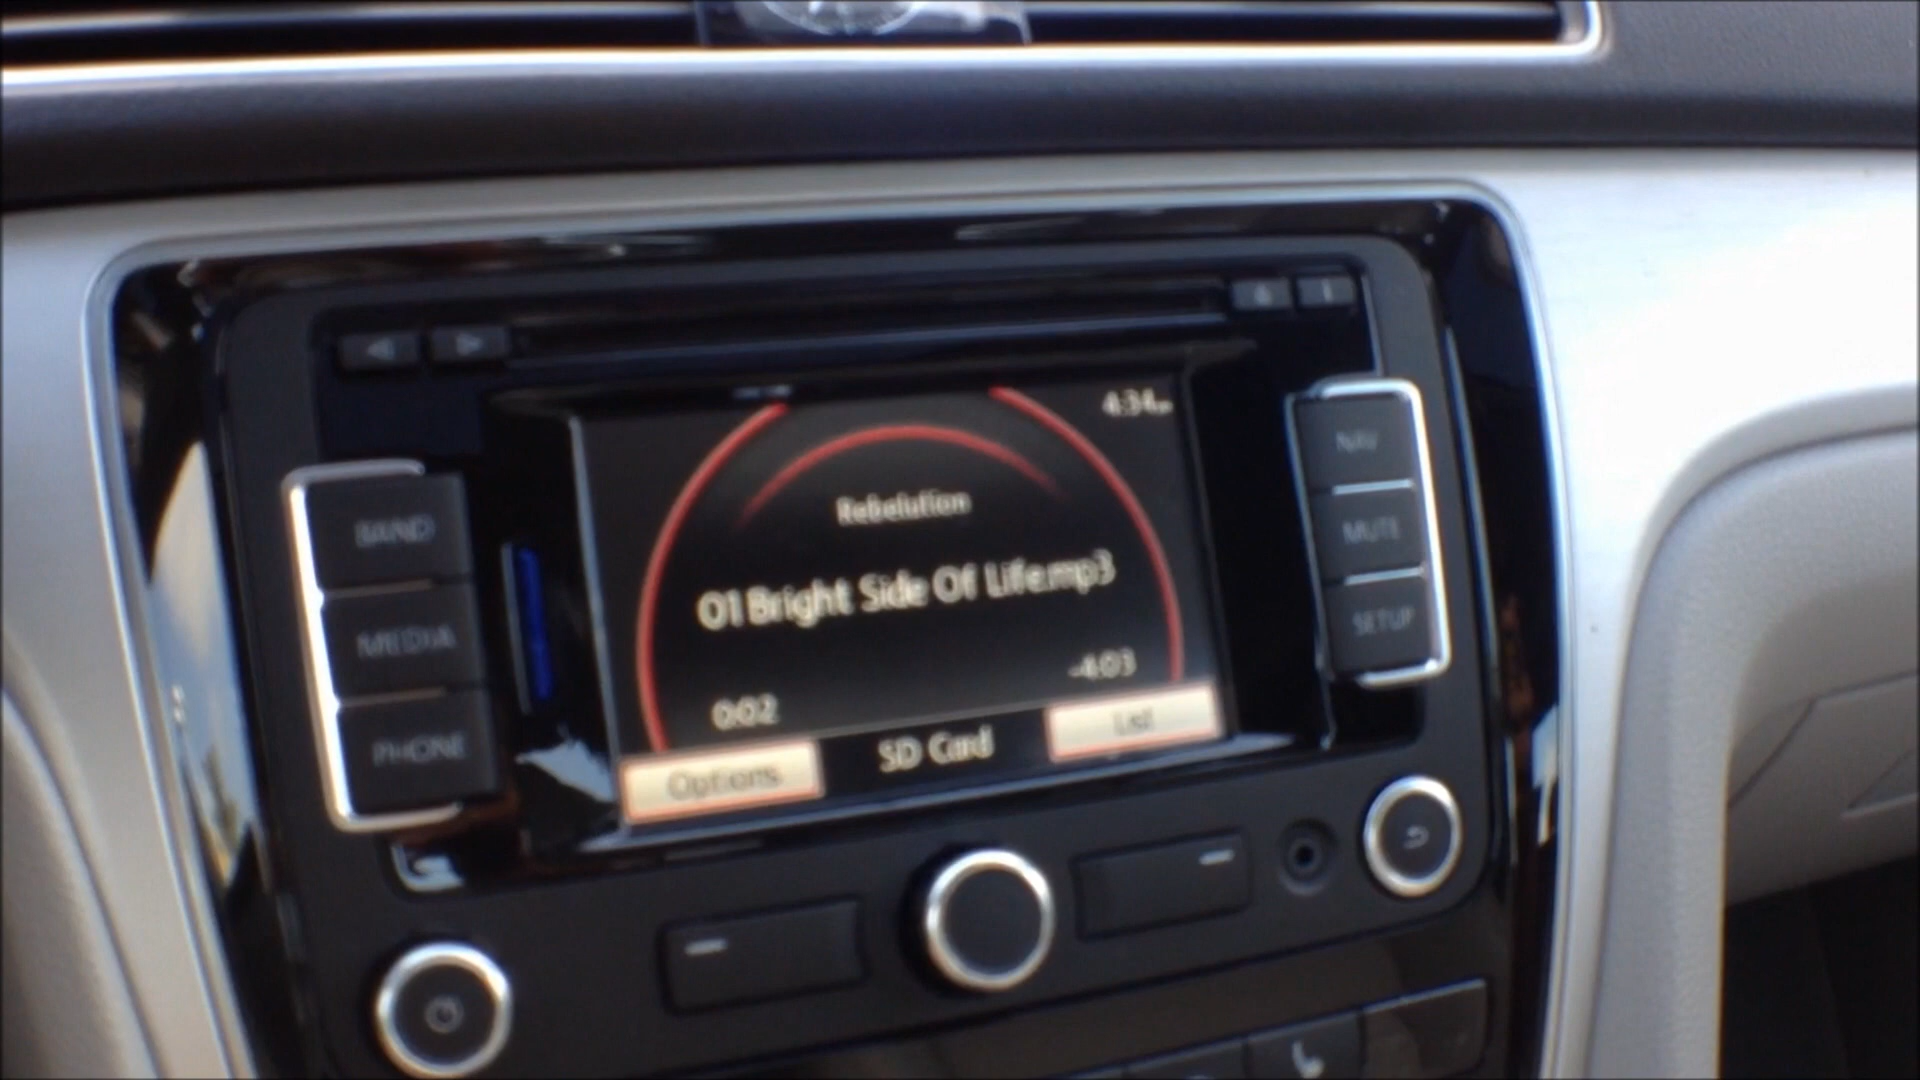 4:34
NAV
Rebelution
BAND
MUTE
01 Bright Side Of Life.mp3
MEDIA
SETUP
-4:03
0:02
PHONE
List
SD Card
Options